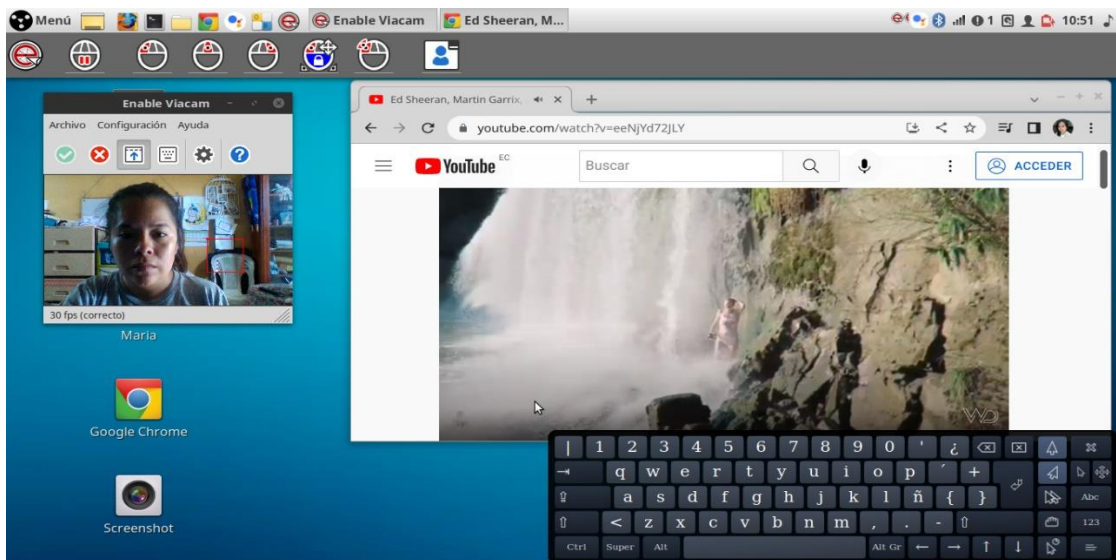 Menú
Enable Viacam
Ed Sheeran, M...
1
10:51
Enable Viacam
Archivo Configuración Ayuda
30 fps (correcto)
Maria
Google Chrome
Screenshot
Ed Sheeran, Martin Garrix,
youtube.com/watch?v=eeNjYd72JLY
YouTube EC
Buscar
ACCEDER
WD
| 1 2 3 4 5 6 7 8 9 0 ' ¿
q w e r t y u i o p ´ +
a s d f g h j k l ñ { } Abc
< z x c v b n m , . - 123
Ctrl Super Alt Alt Gr